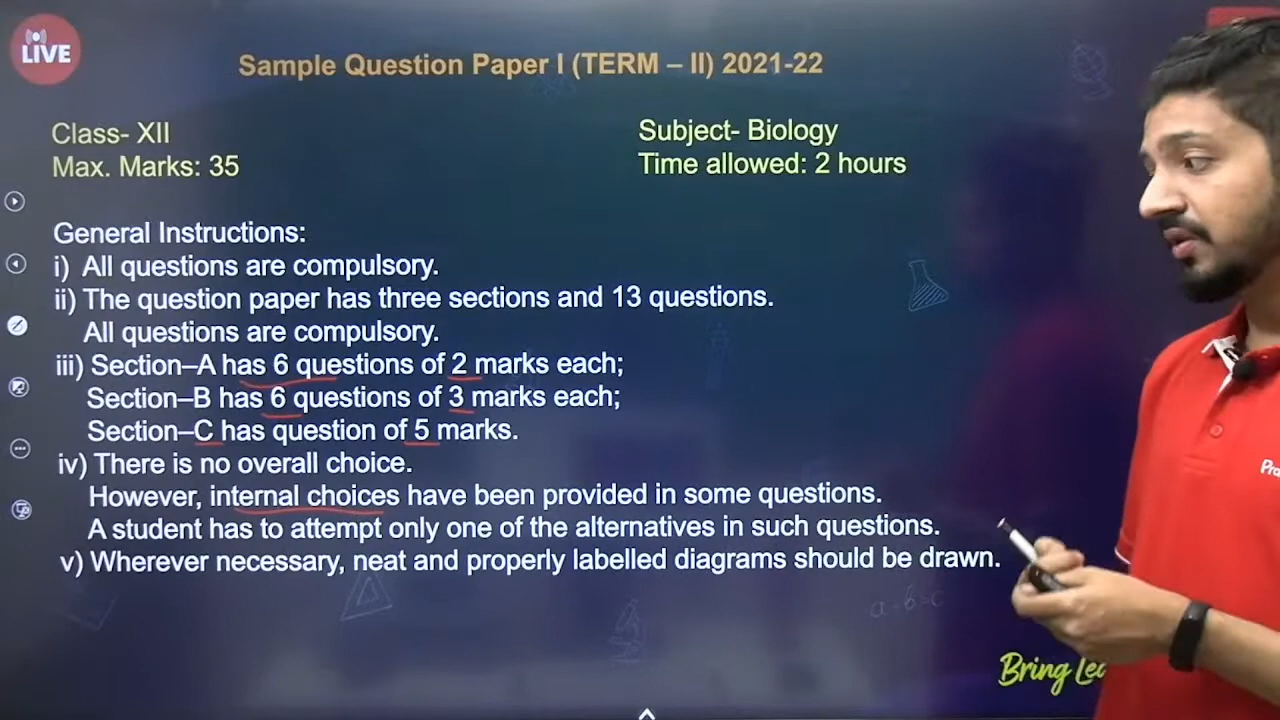 LIVE
Sample Question Paper I (TERM – II) 2021-22
Class- XII
Max. Marks: 35
Subject- Biology
Time allowed: 2 hours
General Instructions:
i) All questions are compulsory.
ii) The question paper has three sections and 13 questions.
All questions are compulsory.
iii) Section–A has 6 questions of 2 marks each;
Section–B has 6 questions of 3 marks each;
Section–C has question of 5 marks.
iv) There is no overall choice.
However, internal choices have been provided in some questions.
A student has to attempt only one of the alternatives in such questions.
v) Wherever necessary, neat and properly labelled diagrams should be drawn.
Bring